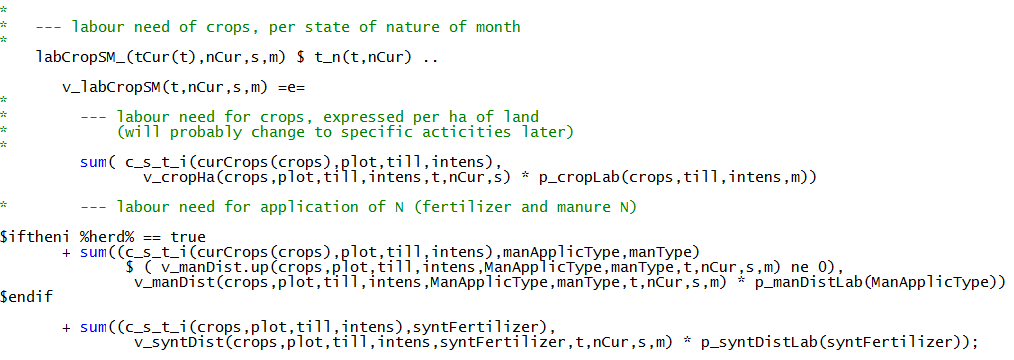 *
*   --- labour need of crops, per state of nature of month
*
    labCropSM_(tCur(t),nCur,s,m) $ t_n(t,nCur) ..
       v_labCropSM(t,nCur,s,m) =e=
*
*        --- labour need for crops, expressed per ha of land
*            (will probably change to specific acticities later)
*
         sum( c_s_t_i(curCrops(crops),plot,till,intens),
                v_cropHa(crops,plot,till,intens,t,nCur,s) * p_cropLab(crops,till,intens,m))
*        --- labour need for application of N (fertilizer and manure N)
$iftheni %herd% == true
       + sum((c_s_t_i(curCrops(crops),plot,till,intens),manApplicType,manType)
              $ ( v_manDist.up(crops,plot,till,intens,ManApplicType,manType,t,nCur,s,m) ne 0),
               v_manDist(crops,plot,till,intens,ManApplicType,manType,t,nCur,s,m) * p_manDistLab(ManApplicType))
$endif
       + sum((c_s_t_i(crops,plot,till,intens),syntFertilizer),
               v_syntDist(crops,plot,till,intens,syntFertilizer,t,nCur,s,m) * p_syntDistLab(syntFertilizer));